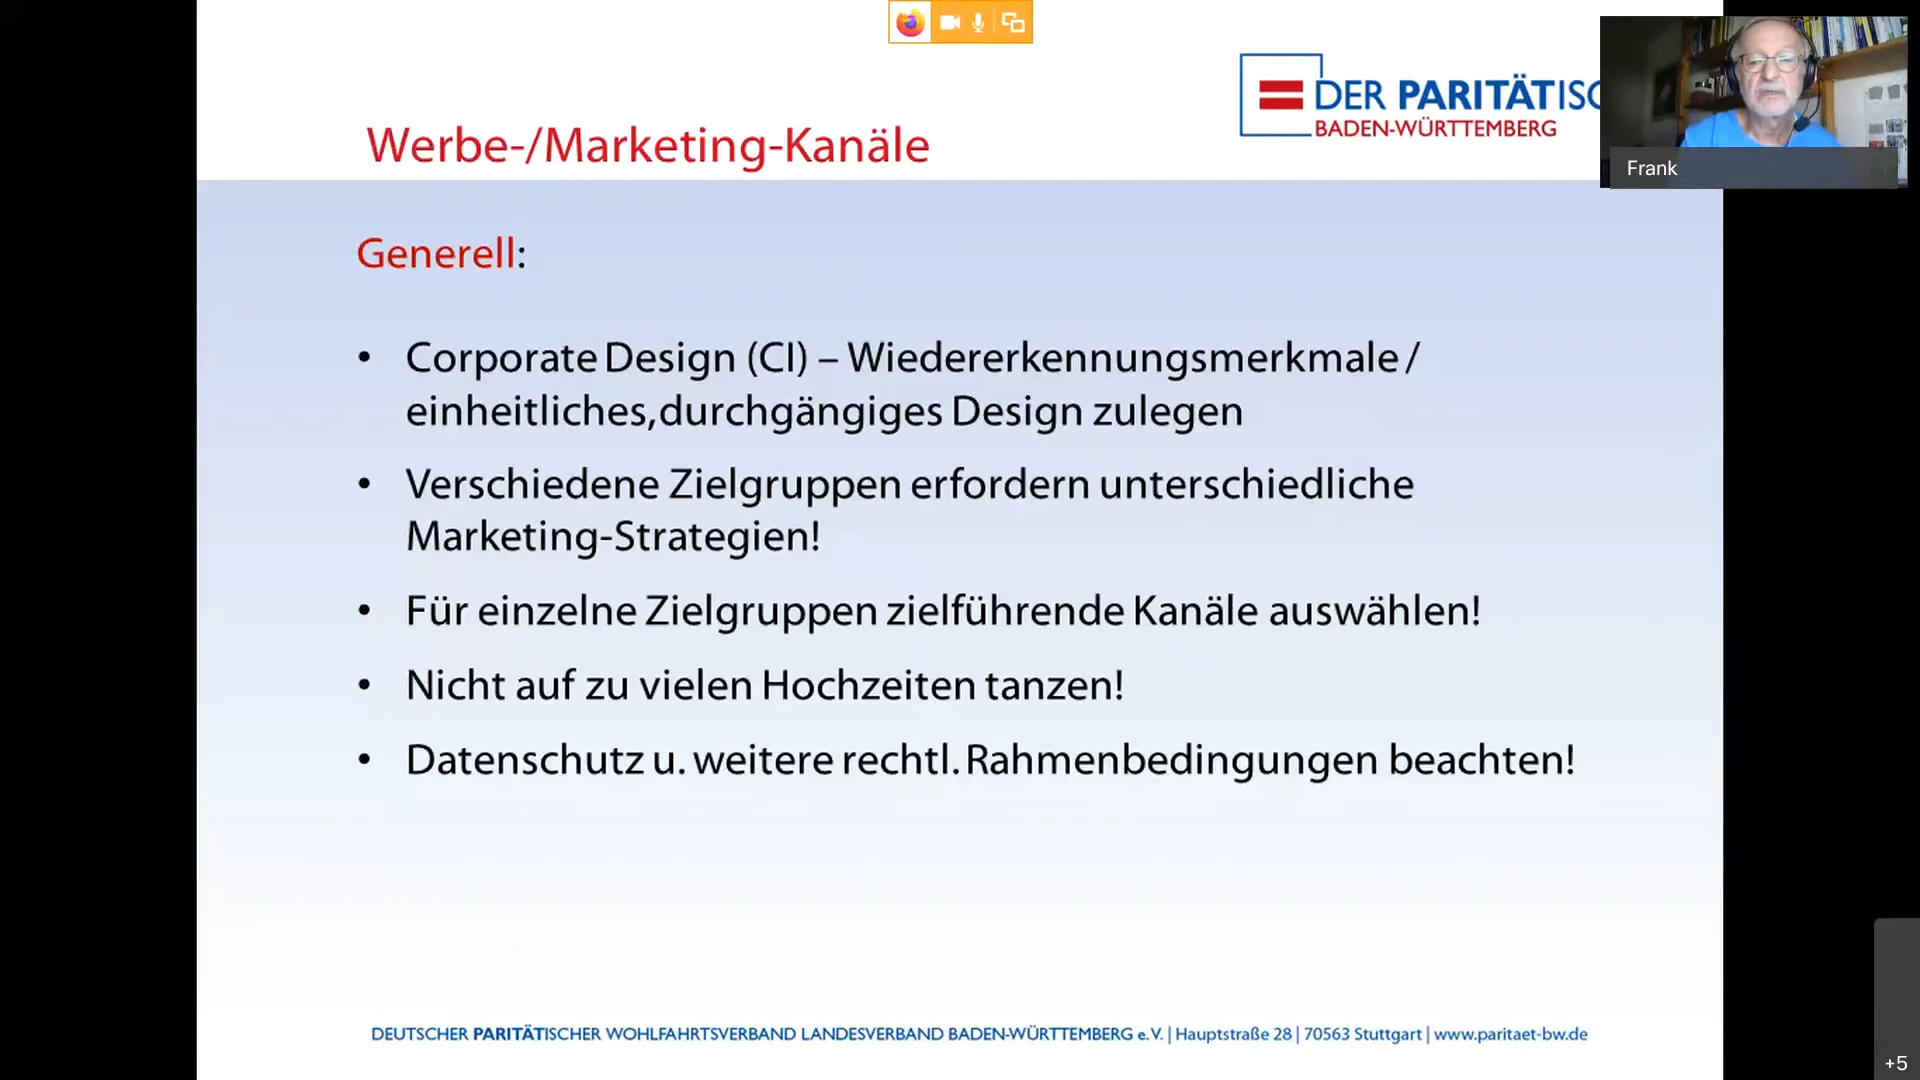 DER PARITÄTISC
BADEN-WÜRTTEMBERG
Frank
Werbe-/Marketing-Kanäle
Generell:
• Corporate Design (CI) – Wiedererkennungsmerkmale /
einheitliches, durchgängiges Design zulegen
• Verschiedene Zielgruppen erfordern unterschiedliche
Marketing-Strategien!
• Für einzelne Zielgruppen zielführende Kanäle auswählen!
• Nicht auf zu vielen Hochzeiten tanzen!
• Datenschutz u. weitere rechtl. Rahmenbedingungen beachten!
DEUTSCHER PARITÄTISCHER WOHLFAHRTSVERBAND LANDESVERBAND BADEN-WÜRTTEMBERG e.V. | Hauptstraße 28 | 70563 Stuttgart | www.paritaet-bw.de
+5